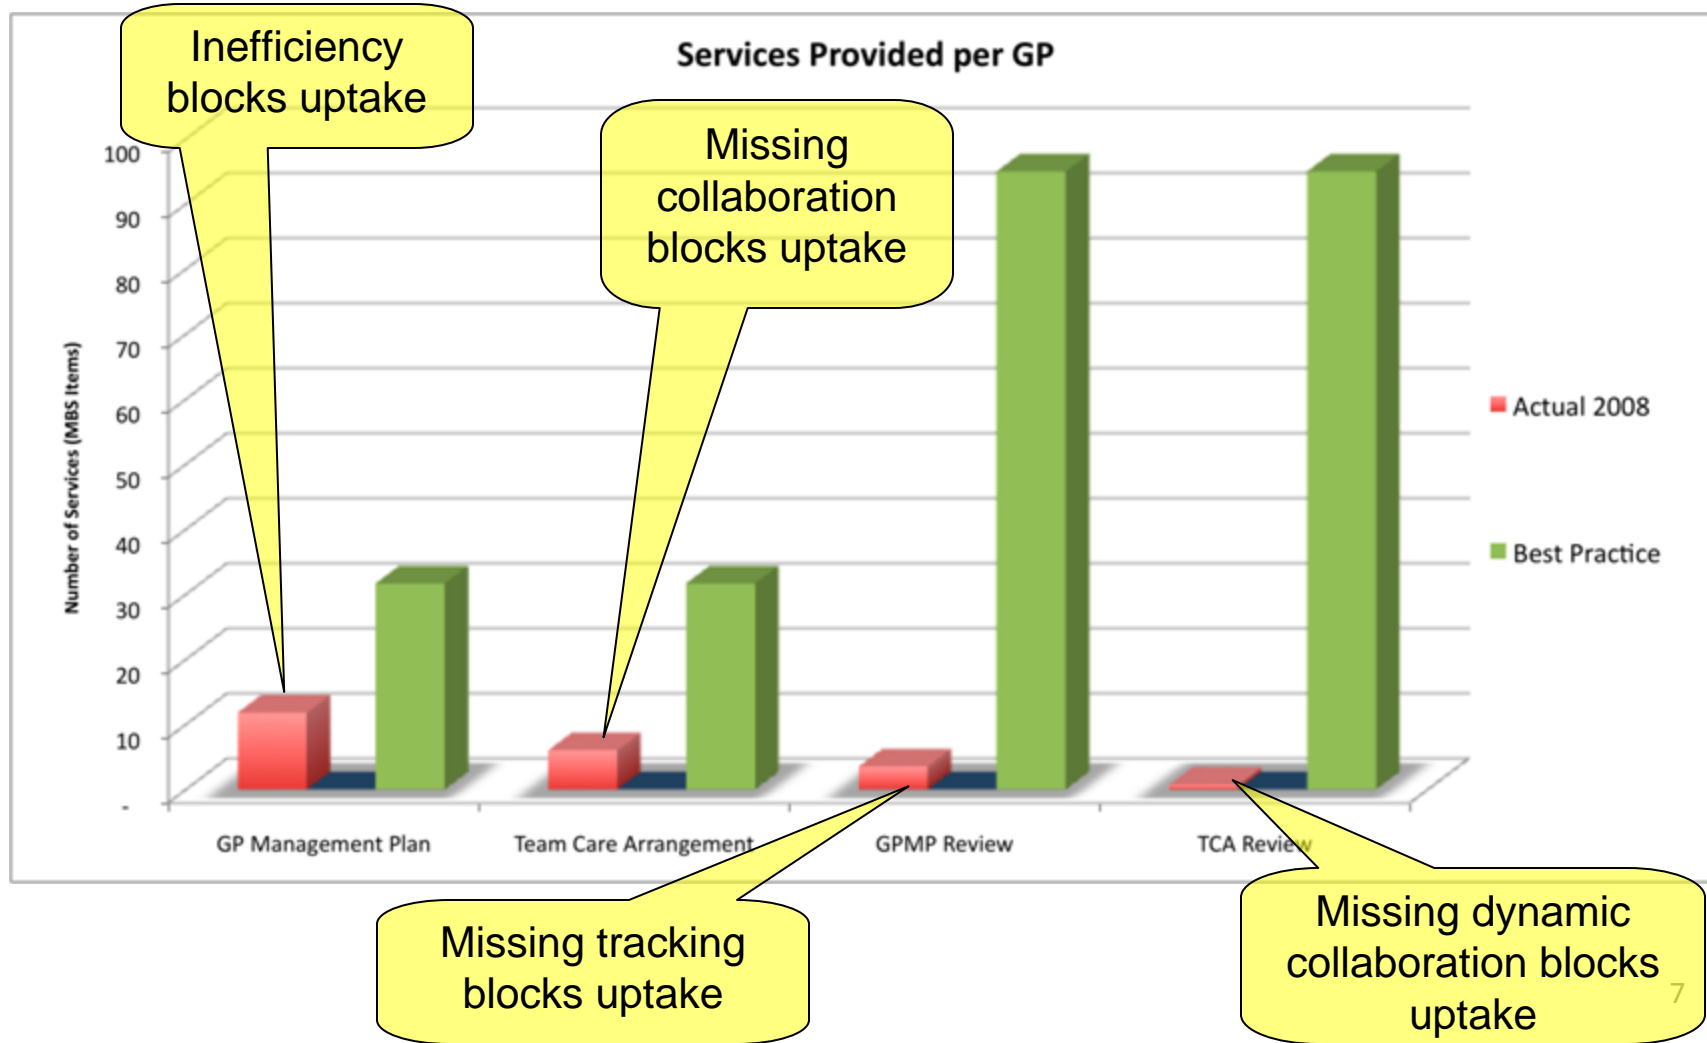 Services Provided per GP
Inefficiency
blocks uptake
Missing
collaboration
blocks uptake
Number of Services (MBS Items)
100
90
80
70
60
50
40
30
20
10
-
GP Management Plan
Team Care Arrangement
GPMP Review
TCA Review
Actual 2008
Best Practice
Missing tracking
blocks uptake
Missing dynamic
collaboration blocks
uptake
7